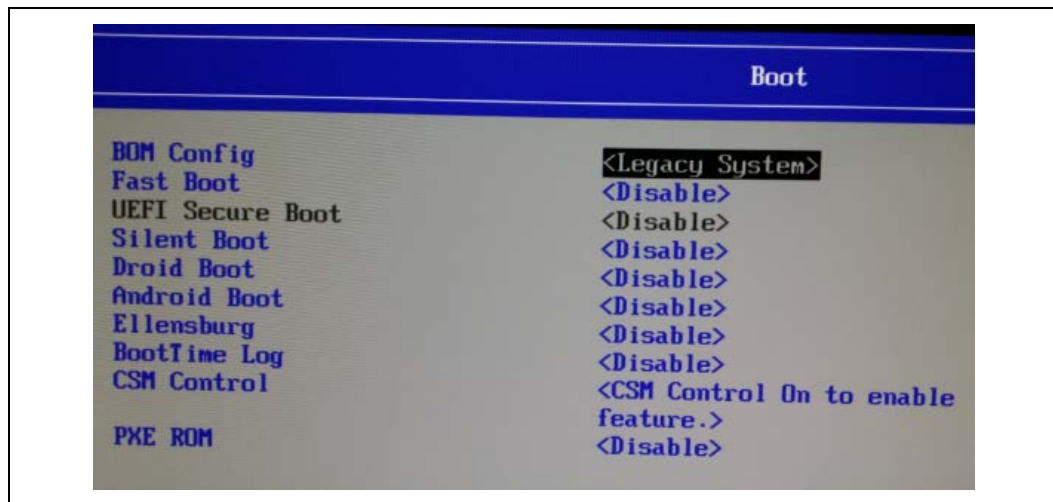 Boot
BOM Config <Legacy System>
Fast Boot <Disable>
UEFI Secure Boot <Disable>
Silent Boot <Disable>
Droid Boot <Disable>
Android Boot <Disable>
Ellensburg <Disable>
BootTime Log <Disable>
CSM Control <CSM Control On to enable
feature.>
PXE ROM <Disable>